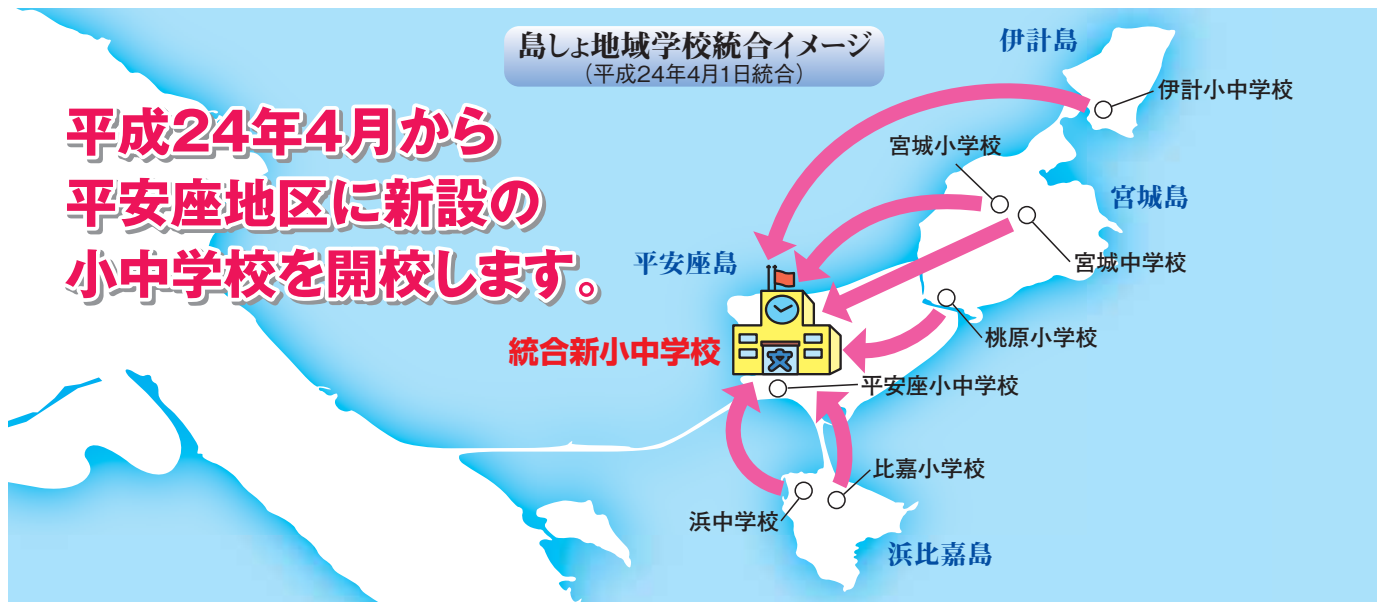 島しょ地域学校統合イメージ
（平成24年4月1日統合）
平成24年4月から
平安座地区に新設の
小中学校を開校します。
伊計島
伊計小中学校
宮城小学校
宮城島
宮城中学校
平安座島
桃原小学校
統合新小中学校
文
平安座小中学校
比嘉小学校
浜中学校
浜比嘉島